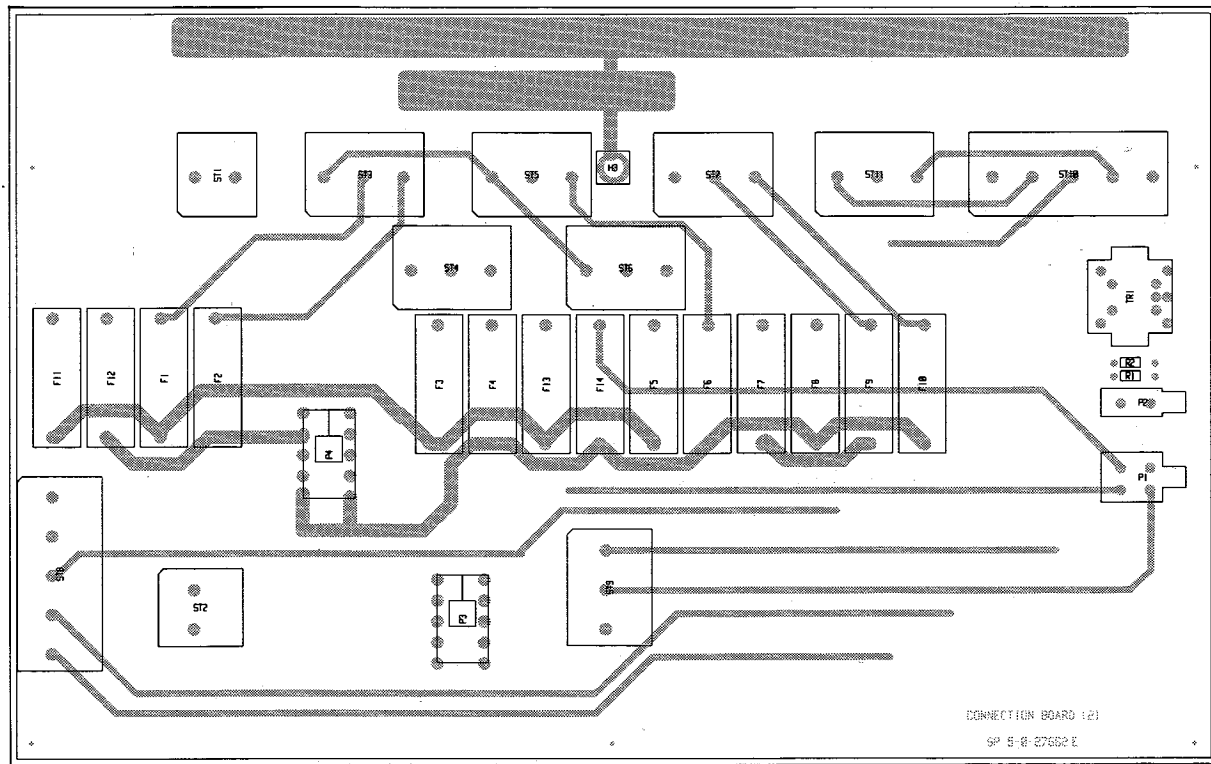 H3
ST1
ST3
ST5
ST11
ST10
ST4
ST6
TR1
F11
F12
F1
F2
F3
F4
F13
F14
F5
F6
F7
F8
F9
F10
R2
R1
P2
P4
P1
ST8
ST2
P3
ST9
CONNECTION BOARD (2)